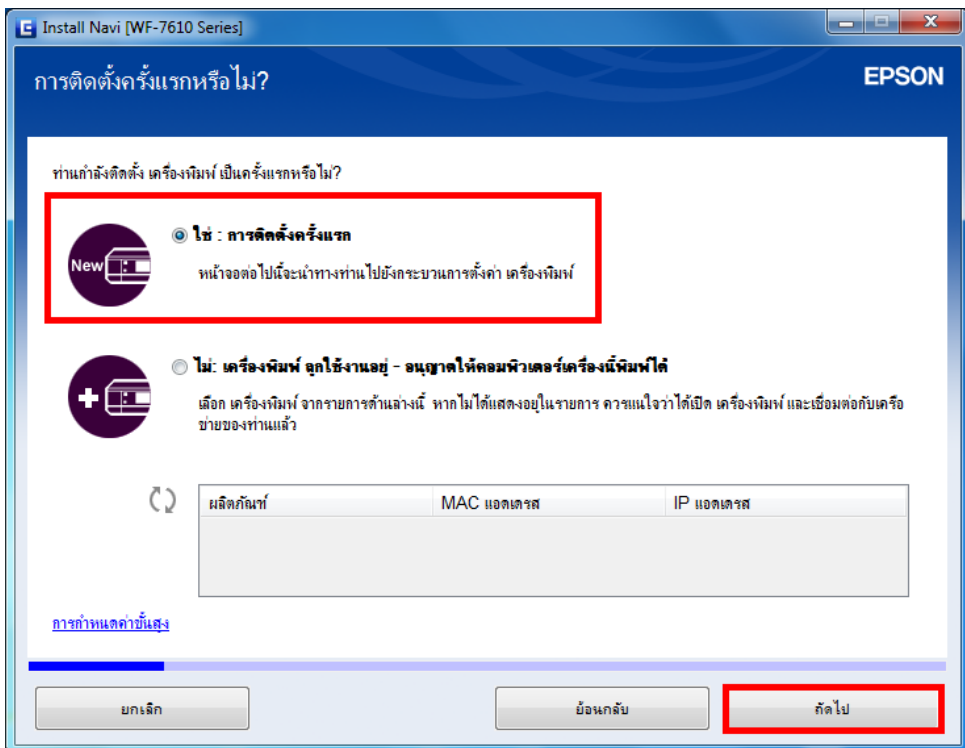 Install Navi [WF-7610 Series]
การติดตั้งครั้งแรกหรือไม่?
EPSON
ท่านกำลังติดตั้ง เครื่องพิมพ์ เป็นครั้งแรกหรือไม่?
ใช่ : การติดตั้งครั้งแรก
New
หน้าจอต่อไปนี้จะนำทางท่านไปยังกระบวนการตั้งค่า เครื่องพิมพ์
ไม่: เครื่องพิมพ์ ถูกใช้งานอยู่ - อนุญาตให้คอมพิวเตอร์เครื่องนี้พิมพ์ได้
เลือก เครื่องพิมพ์ จากรายการด้านล่างนี้ หากไม่ได้แสดงอยู่ในรายการ ควรแน่ใจว่าได้เปิด เครื่องพิมพ์ และเชื่อมต่อกับเครือ
ข่ายของท่านแล้ว
ผลิตภัณฑ์ MAC แอดเดรส IP แอดเดรส
การกำหนดค่าขั้นสูง
ยกเลิก ย้อนกลับ ถัดไป